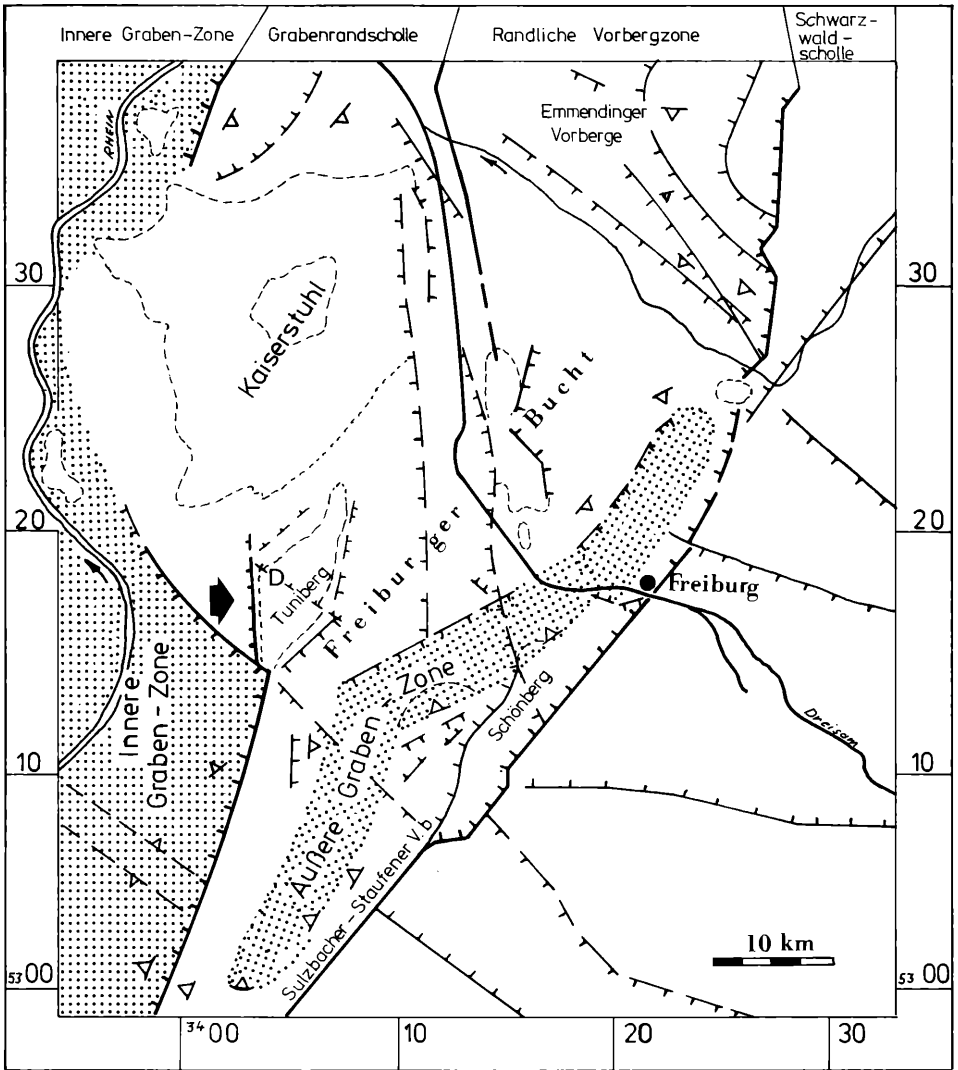 Innere Graben-Zone
Grabenrandscholle
Randliche Vorbergzone
Schwarz-
wald-
scholle
RHEIN
Emmendinger
Vorberge
30
30
Kaiserstuhl
Bucht
20
20
D
Tuniberg
Freiburger
Freiburg
Zone
Innere
Graben-Zone
Schönberg
Dreisam
10
10
Äußere Graben
Sulzbacher-Staufener V.b.
10 km
53 00
53 00
34 00
10
20
30